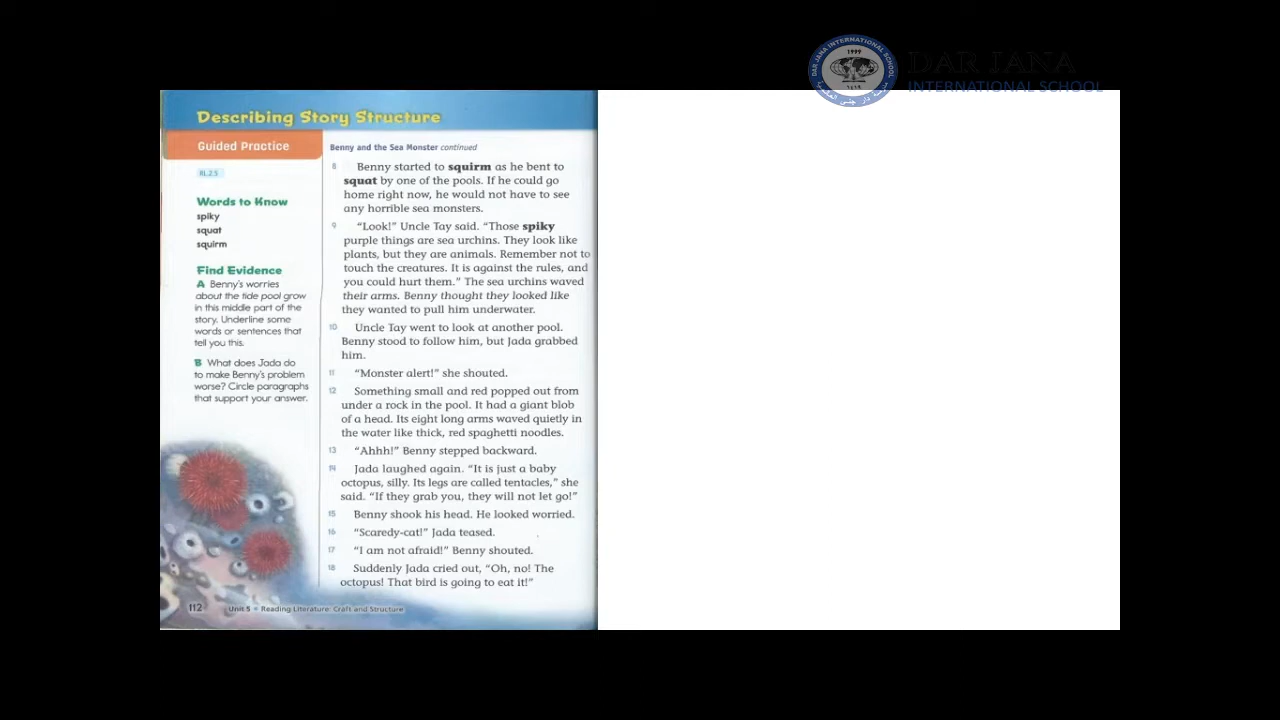 1999
DAR JANA INTERNATIONAL SCHOOL
DAR JANA
INTERNATIONAL SCHOOL
Describing Story Structure
Guided Practice
RL.2.5
Words to Know
spiky
squat
squirm
Find Evidence
A Benny's worries
about the tide pool grow
in this middle part of the
story. Underline some
words or sentences that
tell you this.
B What does Jada do
to make Benny's problem
worse? Circle paragraphs
that support your answer.
Benny and the Sea Monster continued
8 Benny started to squirm as he bent to
squat by one of the pools. If he could go
home right now, he would not have to see
any horrible sea monsters.
9 “Look!” Uncle Tay said. “Those spiky
purple things are sea urchins. They look like
plants, but they are animals. Remember not to
touch the creatures. It is against the rules, and
you could hurt them.” The sea urchins waved
their arms. Benny thought they looked like
they wanted to pull him underwater.
10 Uncle Tay went to look at another pool.
Benny stood to follow him, but Jada grabbed
him.
11 “Monster alert!” she shouted.
12 Something small and red popped out from
under a rock in the pool. It had a giant blob
of a head. Its eight long arms waved quietly in
the water like thick, red spaghetti noodles.
13 “Ahhh!” Benny stepped backward.
14 Jada laughed again. “It is just a baby
octopus, silly. Its legs are called tentacles,” she
said. “If they grab you, they will not let go!”
15 Benny shook his head. He looked worried.
16 “Scaredy-cat!” Jada teased.
17 “I am not afraid!” Benny shouted.
18 Suddenly Jada cried out, “Oh, no! The
octopus! That bird is going to eat it!”
112 Unit 5 • Reading Literature: Craft and Structure